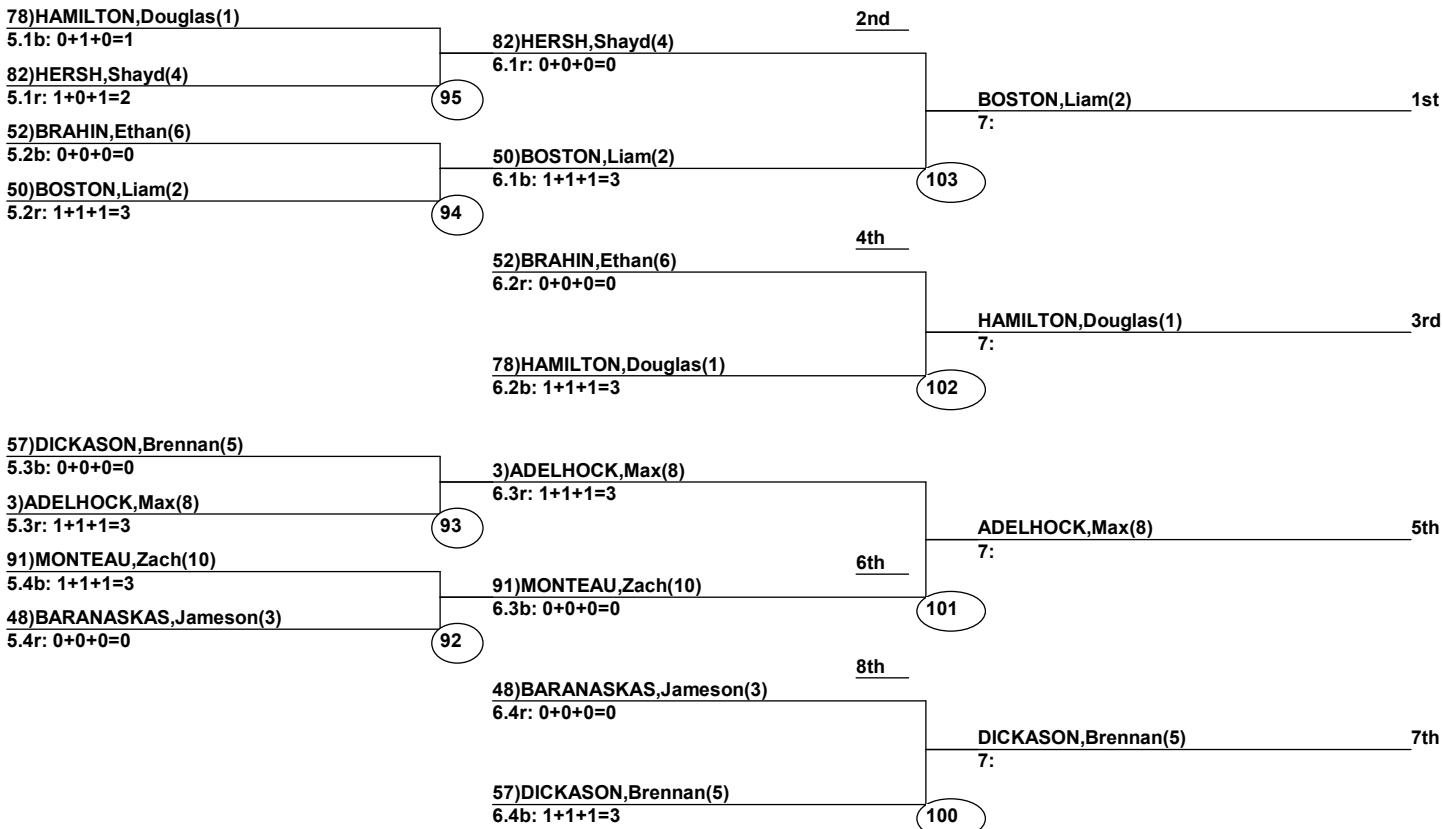 78)HAMILTON,Douglas(1)
5.1b: 0+1+0=1
82)HERSH,Shayd(4)
5.1r: 1+0+1=2
95
52)BRAHIN,Ethan(6)
5.2b: 0+0+0=0
50)BOSTON,Liam(2)
5.2r: 1+1+1=3
94
82)HERSH,Shayd(4)
6.1r: 0+0+0=0
2nd
50)BOSTON,Liam(2)
6.1b: 1+1+1=3
103
BOSTON,Liam(2) 1st
7:
52)BRAHIN,Ethan(6)
6.2r: 0+0+0=0
4th
78)HAMILTON,Douglas(1)
6.2b: 1+1+1=3
102
HAMILTON,Douglas(1) 3rd
7:
57)DICKASON,Brennan(5)
5.3b: 0+0+0=0
3)ADELHOCK,Max(8)
5.3r: 1+1+1=3
93
91)MONTEAU,Zach(10)
5.4b: 1+1+1=3
48)BARANASKAS,Jameson(3)
5.4r: 0+0+0=0
92
3)ADELHOCK,Max(8)
6.3r: 1+1+1=3
6th
91)MONTEAU,Zach(10)
6.3b: 0+0+0=0
101
ADELHOCK,Max(8) 5th
7:
8th
48)BARANASKAS,Jameson(3)
6.4r: 0+0+0=0
57)DICKASON,Brennan(5)
6.4b: 1+1+1=3
100
DICKASON,Brennan(5) 7th
7: